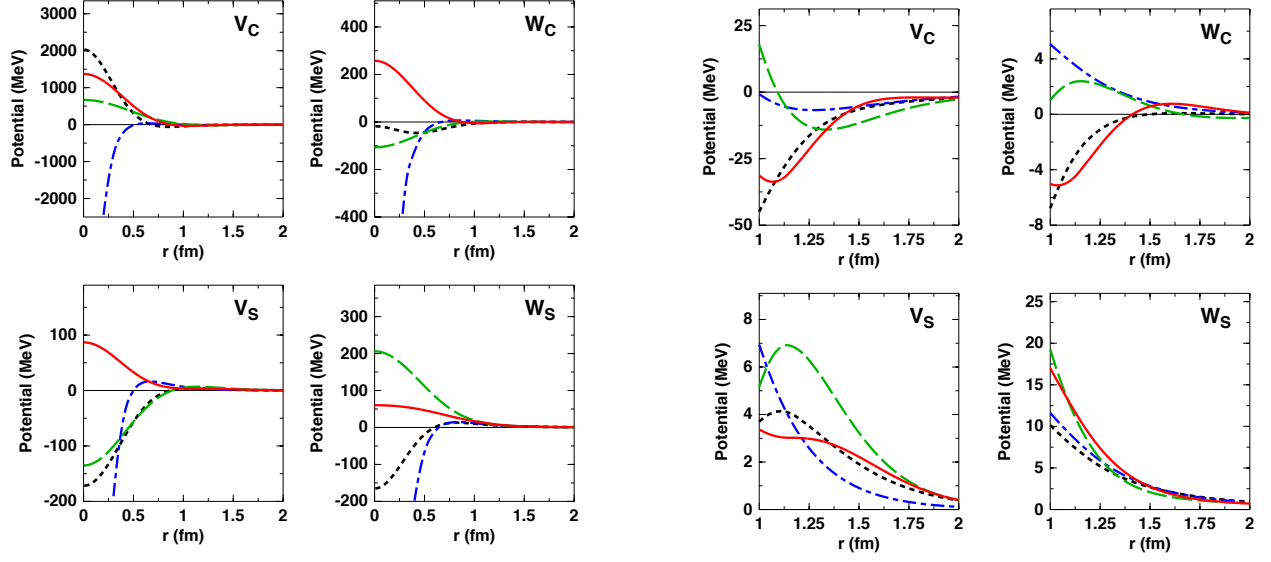 V_C
Potential (MeV)
3000
2000
1000
0
-1000
-2000
0 0.5 1 1.5 2
r (fm)
W_C
Potential (MeV)
400
200
0
-200
-400
0 0.5 1 1.5 2
r (fm)
V_C
Potential (MeV)
25
0
-25
-50
1 1.25 1.5 1.75 2
r (fm)
W_C
Potential (MeV)
4
0
-4
-8
1 1.25 1.5 1.75 2
r (fm)
V_S
Potential (MeV)
100
0
-100
-200
0 0.5 1 1.5 2
r (fm)
W_S
Potential (MeV)
300
200
100
0
-100
-200
0 0.5 1 1.5 2
r (fm)
V_S
Potential (MeV)
8
6
4
2
0
1 1.25 1.5 1.75 2
r (fm)
W_S
Potential (MeV)
25
20
15
10
5
0
1 1.25 1.5 1.75 2
r (fm)